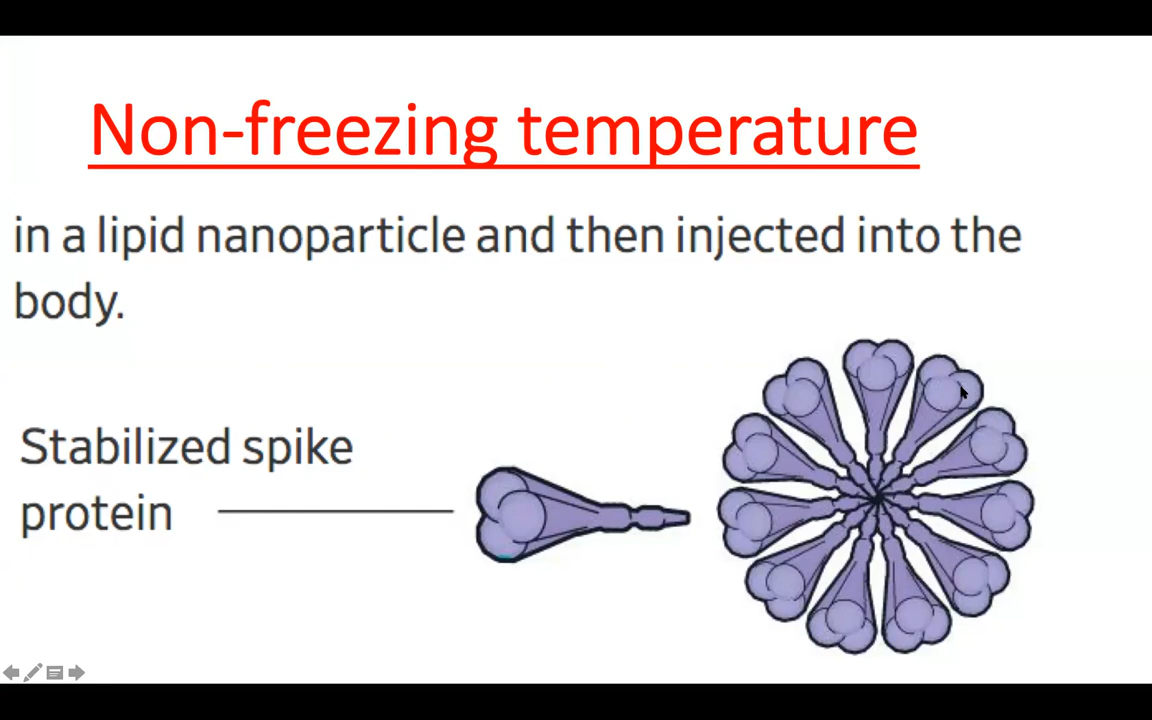 Non-freezing temperature
in a lipid nanoparticle and then injected into the
body.
Stabilized spike
protein